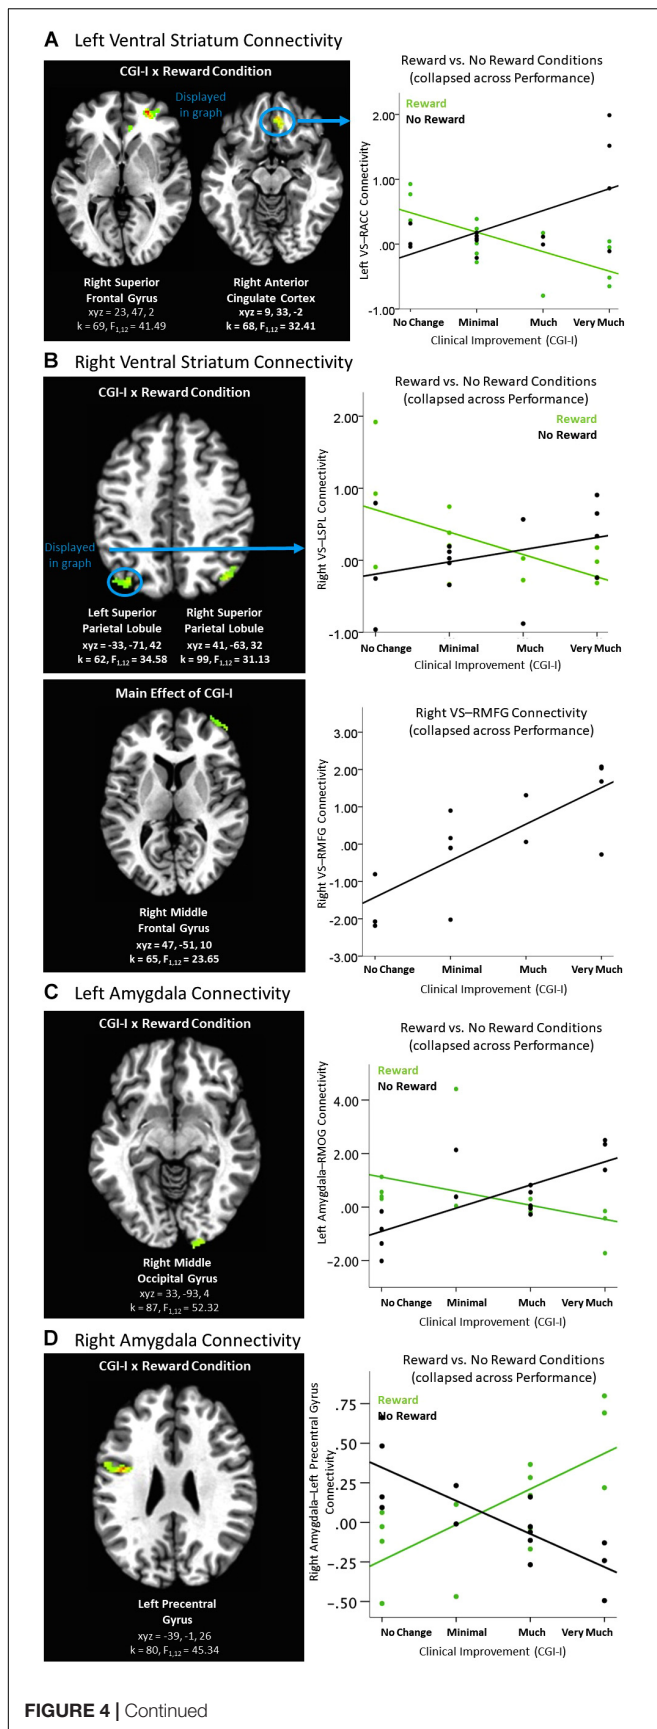 A Left Ventral Striatum Connectivity
CGI-I x Reward Condition
Displayed
in graph
Right Superior
Frontal Gyrus
xyz = 23, 47, 2
k = 69, F1,12 = 41.49
Right Anterior
Cingulate Cortex
xyz = 9, 33, -2
k = 68, F1,12 = 32.41
Reward vs. No Reward Conditions
(collapsed across Performance)
Reward
No Reward
Left VS–RACC Connectivity
2.00
1.00
.00
-1.00
No Change Minimal Much Very Much
Clinical Improvement (CGI-I)
B Right Ventral Striatum Connectivity
CGI-I x Reward Condition
Displayed
in graph
Left Superior
Parietal Lobule
xyz = -33, -71, 42
k = 62, F1,12 = 34.58
Right Superior
Parietal Lobule
xyz = 41, -63, 32
k = 99, F1,12 = 31.13
Reward vs. No Reward Conditions
(collapsed across Performance)
Reward
No Reward
Right VS–LSPL Connectivity
2.00
1.00
.00
-1.00
No Change Minimal Much Very Much
Clinical Improvement (CGI-I)
Main Effect of CGI-I
Right Middle
Frontal Gyrus
xyz = 47, -51, 10
k = 65, F1,12 = 23.65
Right VS–RMFG Connectivity
(collapsed across Performance)
Right VS–RMFG Connectivity
3.00
2.00
1.00
.00
-1.00
-2.00
-3.00
No Change Minimal Much Very Much
Clinical Improvement (CGI-I)
C Left Amygdala Connectivity
CGI-I x Reward Condition
Right Middle
Occipital Gyrus
xyz = 33, -93, 4
k = 87, F1,12 = 52.32
Reward vs. No Reward Conditions
(collapsed across Performance)
Reward
No Reward
Left Amygdala–RMOG Connectivity
4.00
2.00
.00
-2.00
No Change Minimal Much Very Much
Clinical Improvement (CGI-I)
D Right Amygdala Connectivity
CGI-I x Reward Condition
Left Precentral
Gyrus
xyz = -39, -1, 26
k = 80, F1,12 = 45.34
Reward vs. No Reward Conditions
(collapsed across Performance)
Reward
No Reward
Right Amygdala–Left Precentral Gyrus
Connectivity
.75
.50
.25
.00
-.25
-.50
No Change Minimal Much Very Much
Clinical Improvement (CGI-I)
FIGURE 4 | Continued